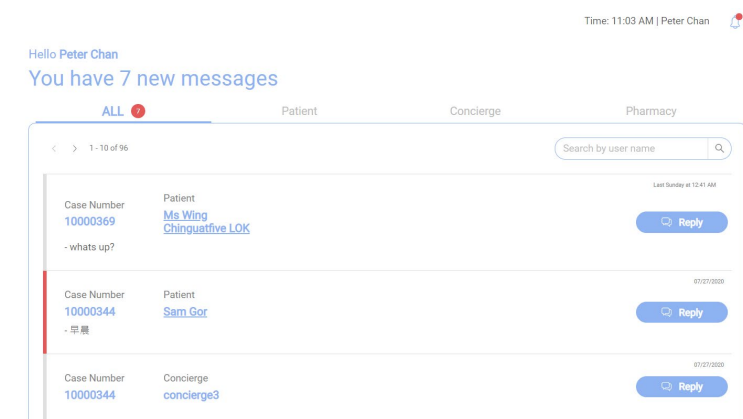 Time: 11:03 AM | Peter Chan
Hello Peter Chan
You have 7 new messages
ALL 7 Patient Concierge Pharmacy
< > 1 - 10 of 96 Search by user name
Last Sunday at 12:41 AM
Case Number Patient
10000369 Ms Wing
Chinguatfive LOK
Reply
- whats up?
07/27/2020
Case Number Patient
10000344 Sam Gor Reply
- 早晨
07/27/2020
Case Number Concierge
10000344 concierge3 Reply